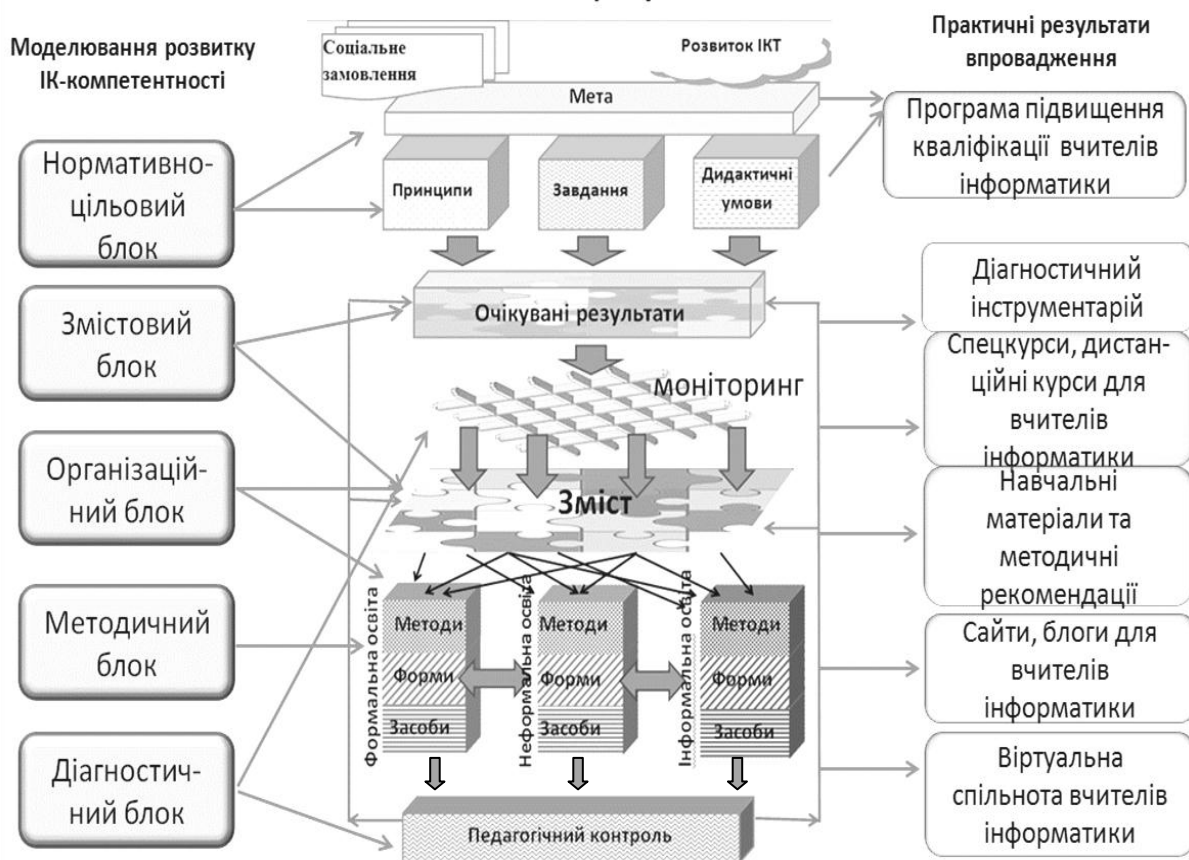 Моделювання розвитку
ІК-компетентності
Нормативно-
цільовий
блок
Змістовий
блок
Організацій-
ний блок
Методичний
блок
Діагностич-
ний блок
Соціальне
замовлення
Розвиток ІКТ
Мета
Принципи
Завдання
Дидактичні
умови
Очікувані результати
моніторинг
Зміст
Формальна освіта
Методи
Форми
Засоби
Неформальна освіта
Методи
Форми
Засоби
Інформальна освіта
Методи
Форми
Засоби
Педагогічний контроль
Практичні результати
впровадження
Програма підвищення
кваліфікації вчителів
інформатики
Діагностичний
інструментарій
Спецкурси, дистан-
ційні курси для
вчителів
інформатики
Навчальні
матеріали та
методичні
рекомендації
Сайти, блоги для
вчителів
інформатики
Віртуальна
спільнота вчителів
інформатики